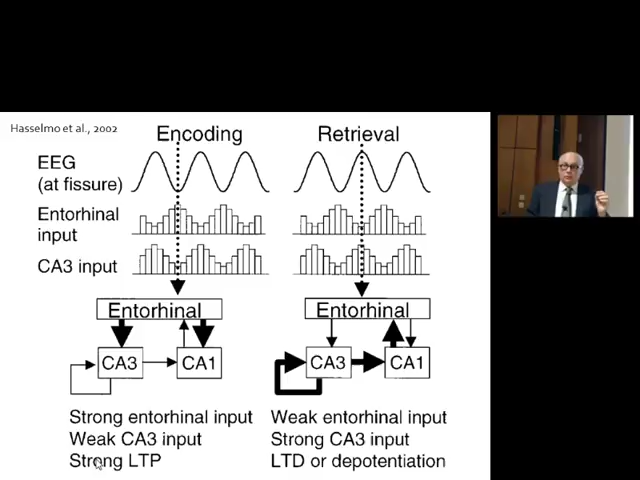 Hasselmo et al., 2002
Encoding
Retrieval
EEG
(at fissure)
Entorhinal
input
CA3 input
Entorhinal
CA3
CA1
Entorhinal
CA3
CA1
Strong entorhinal input
Weak CA3 input
Strong LTP
Weak entorhinal input
Strong CA3 input
LTD or depotentiation